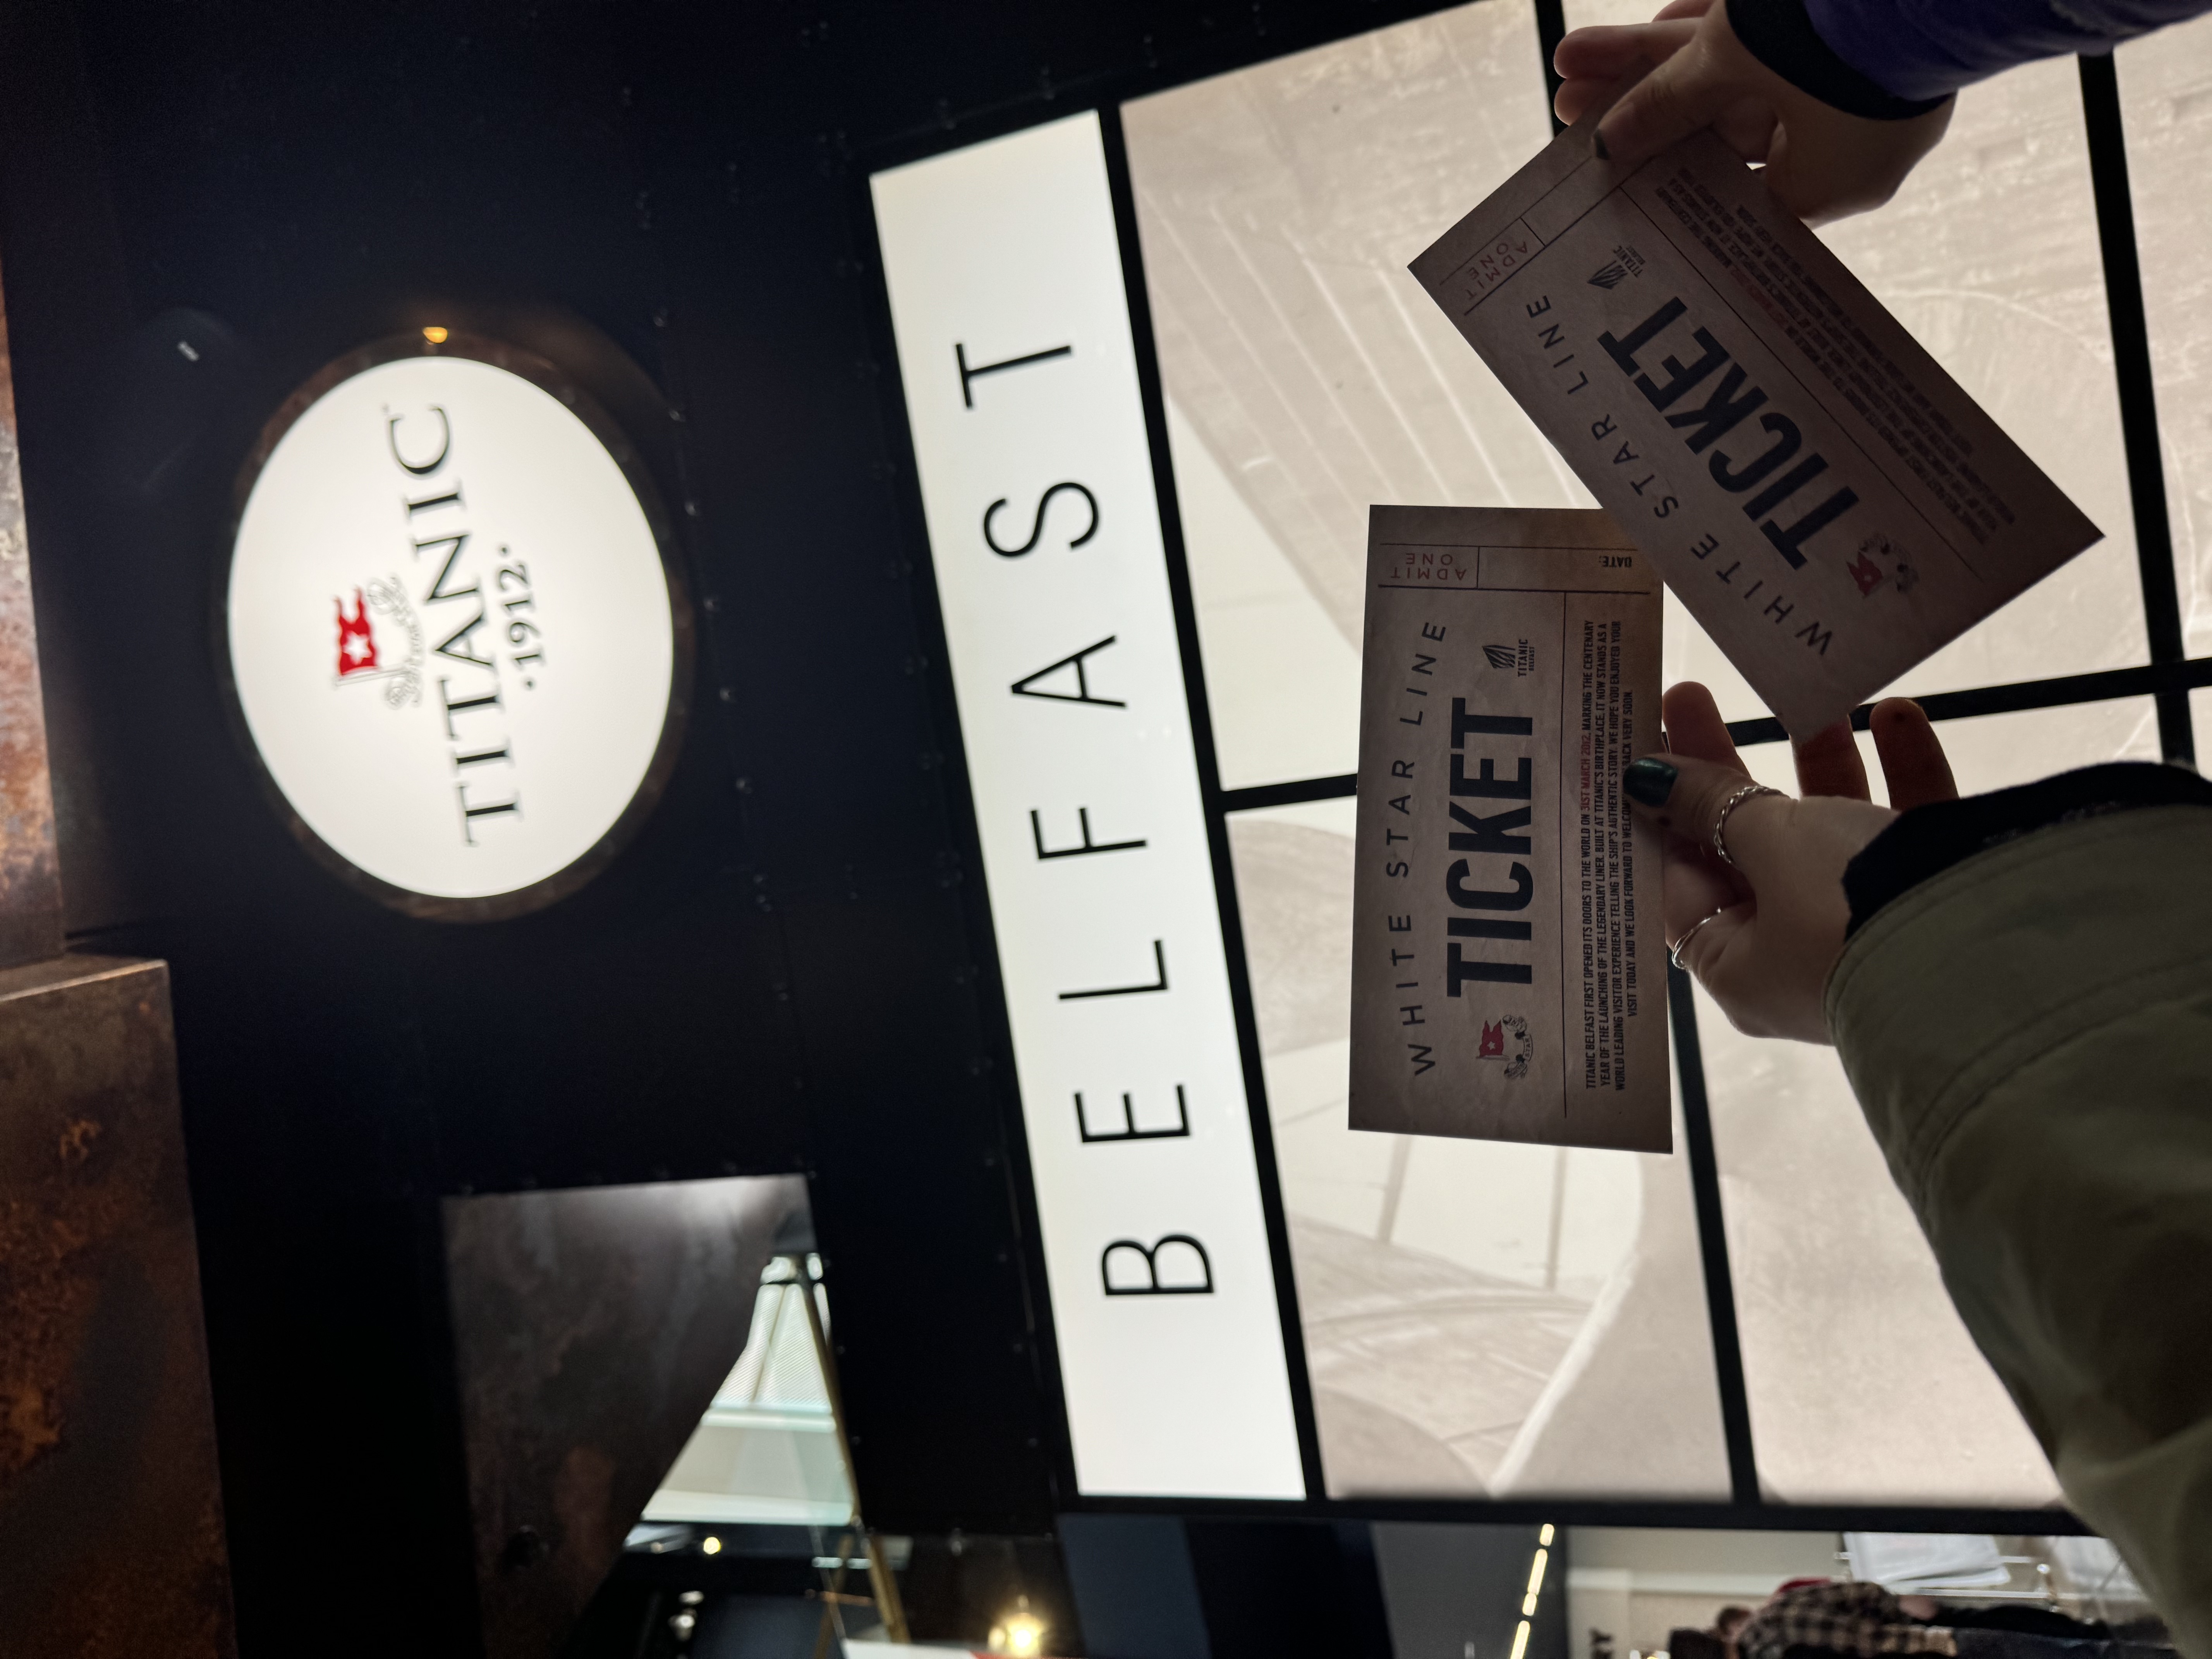 TITANIC
·1912·
BELFAST
WHITE STAR LINE
TICKET
TITANIC
BELFAST
TITANIC BELFAST FIRST OPENED ITS DOORS TO THE WORLD ON 31ST MARCH 2012, MARKING THE CENTENARY
YEAR OF THE LAUNCHING OF THE LEGENDARY LINER. BUILT AT TITANIC'S BIRTHPLACE, IT NOW STANDS AS A
WORLD LEADING VISITOR EXPERIENCE TELLING THE SHIP'S AUTHENTIC STORY. WE HOPE YOU ENJOYED YOUR
VISIT TODAY AND WE LOOK FORWARD TO BACK VERY SOON.
ADMIT
ONE
DATE:
WHITE STAR LINE
TICKET
TITANIC
BELFAST
ADMIT
ONE